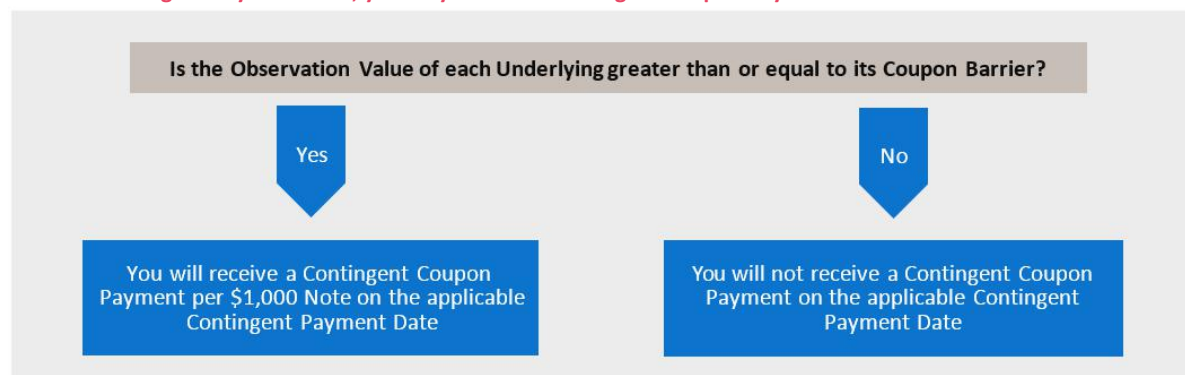 Is the Observation Value of each Underlying greater than or equal to its Coupon Barrier?
Yes
No
You will receive a Contingent Coupon
Payment per $1,000 Note on the applicable
Contingent Payment Date
You will not receive a Contingent Coupon
Payment on the applicable Contingent
Payment Date